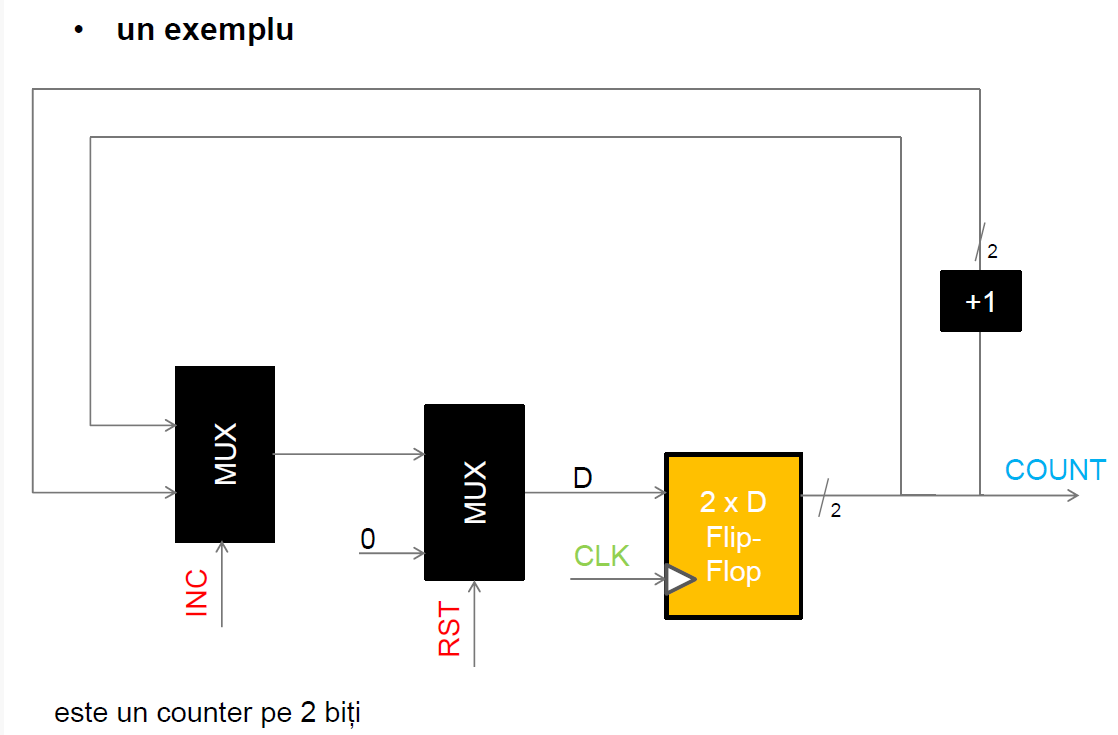 • un exemplu
2
+1
MUX
MUX
INC
0
RST
D
CLK
2 x D
Flip-
Flop
2
COUNT
este un counter pe 2 biți